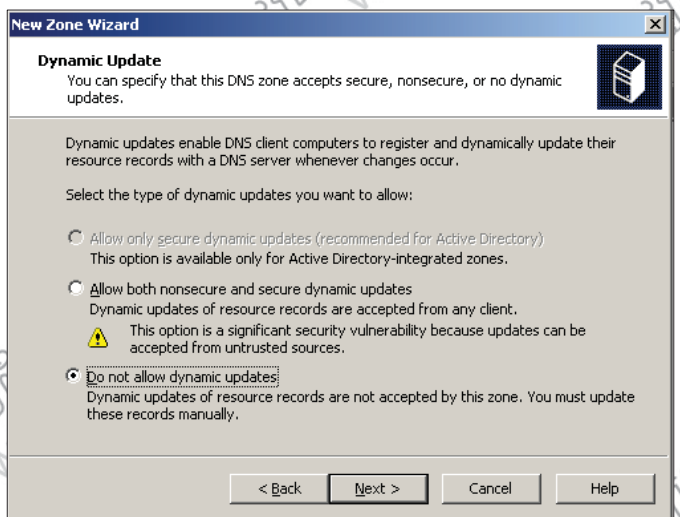 New Zone Wizard
Dynamic Update
You can specify that this DNS zone accepts secure, nonsecure, or no dynamic
updates.
Dynamic updates enable DNS client computers to register and dynamically update their
resource records with a DNS server whenever changes occur.
Select the type of dynamic updates you want to allow:
Allow only secure dynamic updates (recommended for Active Directory)
This option is available only for Active Directory-integrated zones.
Allow both nonsecure and secure dynamic updates
Dynamic updates of resource records are accepted from any client.
This option is a significant security vulnerability because updates can be
accepted from untrusted sources.
Do not allow dynamic updates
Dynamic updates of resource records are not accepted by this zone. You must update
these records manually.
< Back Next > Cancel Help